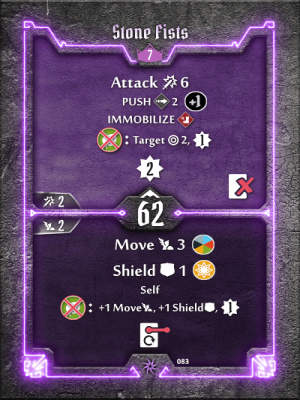 Stone Fists
7
Attack 6
PUSH 2 +1
IMMOBILIZE
: Target 2, 1
2
2
62
2
Move 3
Shield 1
Self
: +1 Move, +1 Shield, 1
083